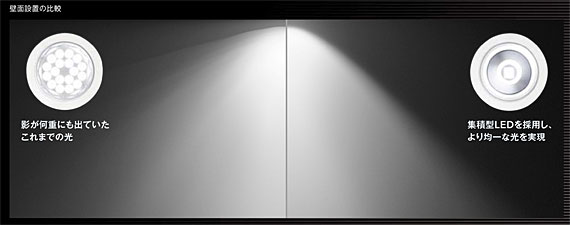 壁面設置の比較
影が何重にも出ていた
これまでの光
集積型LEDを採用し、
より均一な光を実現